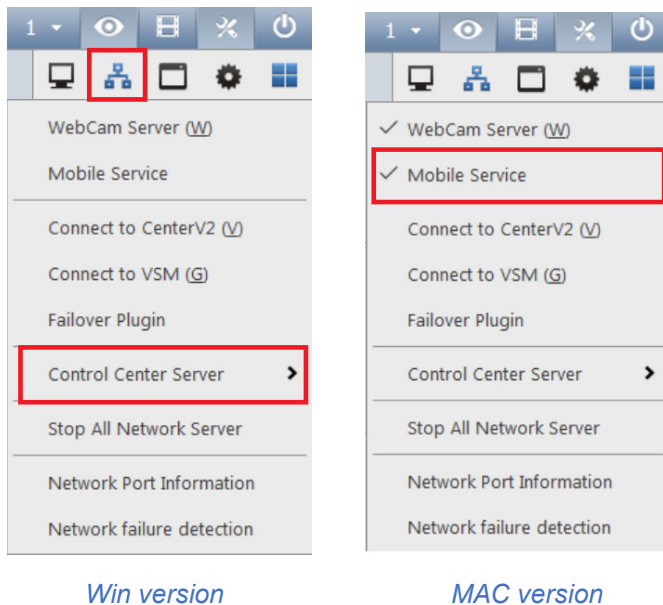 1
WebCam Server (W)
Mobile Service
Connect to CenterV2 (V)
Connect to VSM (G)
Failover Plugin
Control Center Server
Stop All Network Server
Network Port Information
Network failure detection
Win version
1
WebCam Server (W)
Mobile Service
Connect to CenterV2 (V)
Connect to VSM (G)
Failover Plugin
Control Center Server
Stop All Network Server
Network Port Information
Network failure detection
MAC version